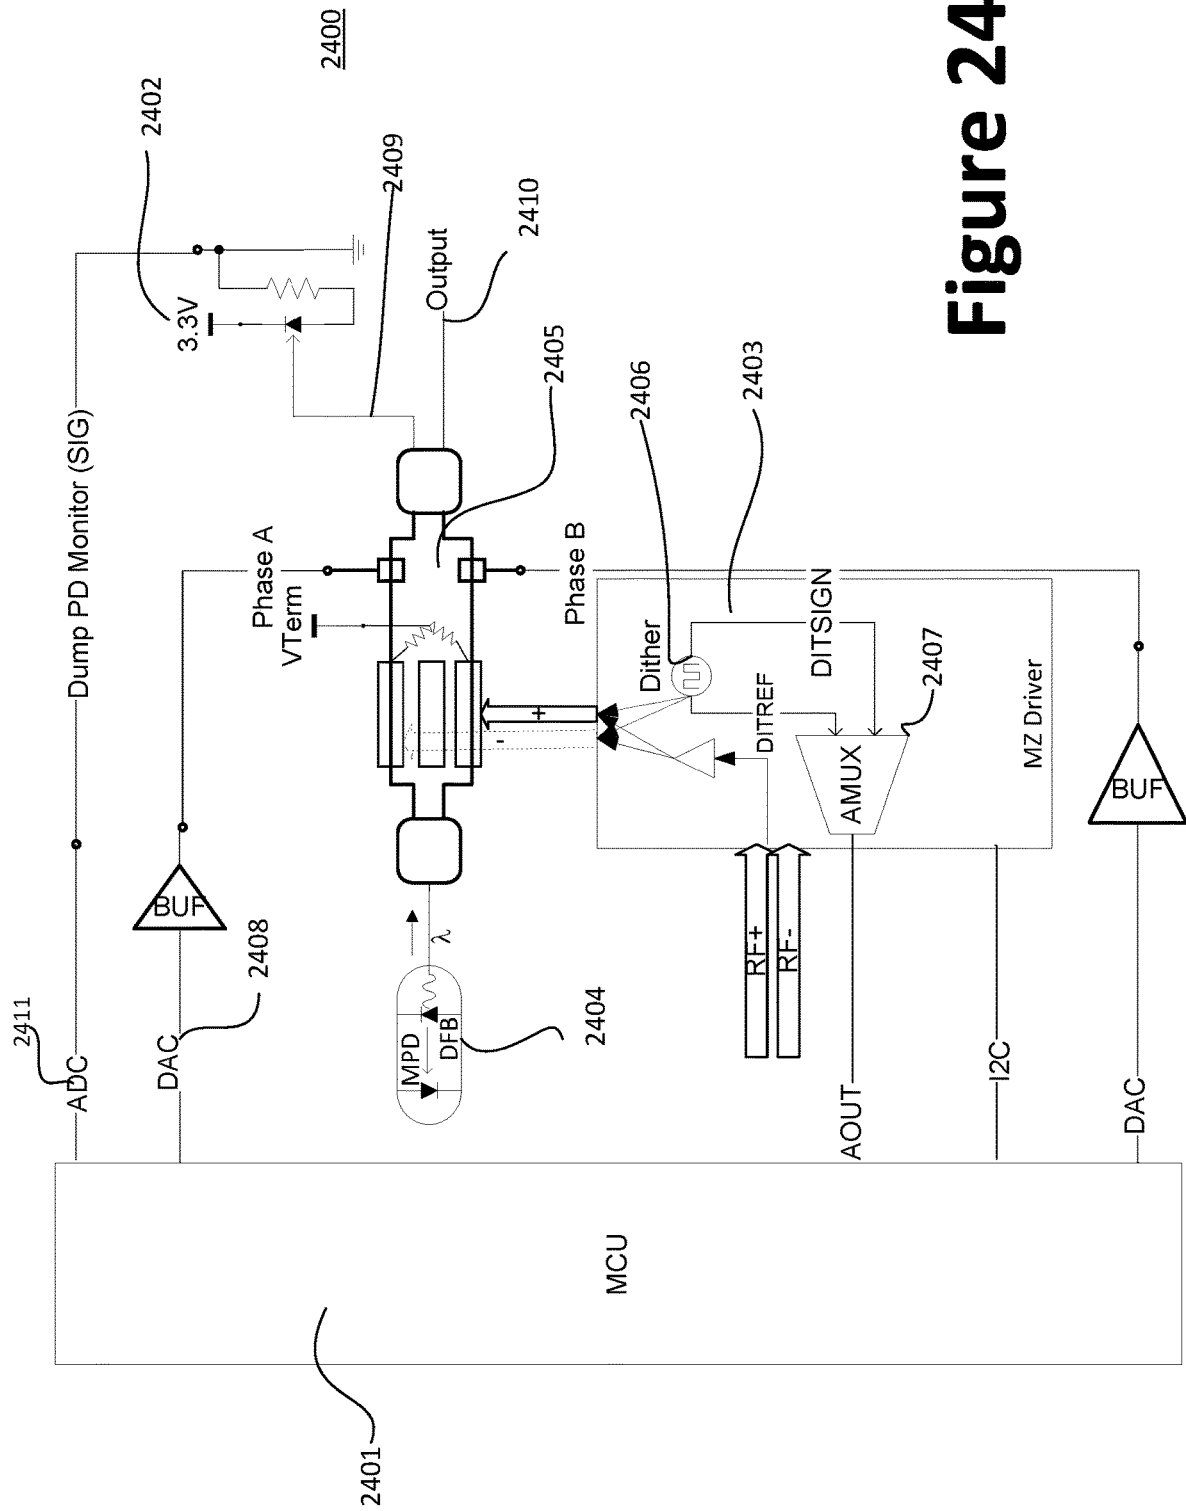 2400
2402
2409
2410
3.3V
Output
Dump PD Monitor (SIG)
2405
2406
2403
Phase A
VTerm
Phase B
Dither
DITSIGN
2407
+
-
DITREF
AMUX
MZ Driver
BUF
BUF
λ
RF+
RF-
2411
ADC
DAC
2408
MPD
DFB
2404
AOUT
I2C
DAC
MCU
2401
Figure 24